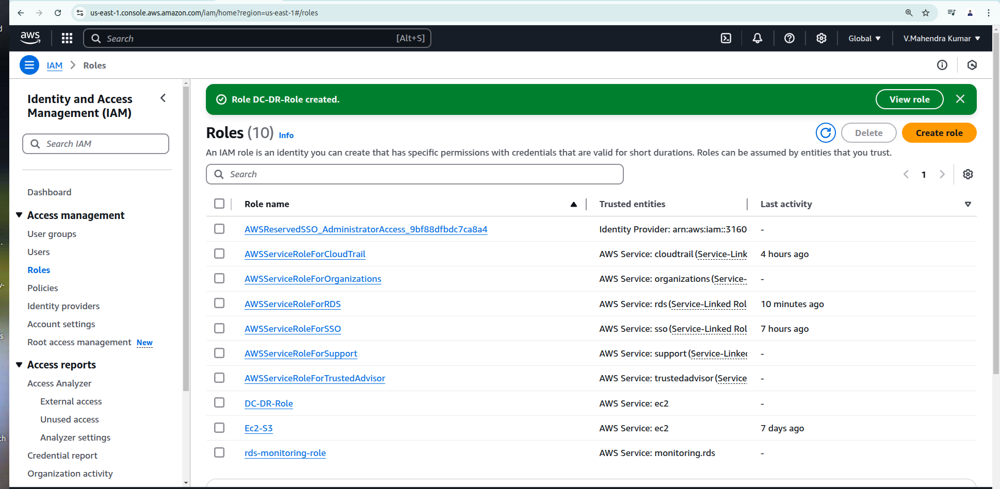 us-east-1.console.aws.amazon.com/iam/home?region=us-east-1#/roles
aws
Search
[Alt+S]
Global
V.Mahendra Kumar
IAM
Roles
Identity and Access
Management (IAM)
Search IAM
Dashboard
Access management
User groups
Users
Roles
Policies
Identity providers
Account settings
Root access management New
Access reports
Access Analyzer
External access
Unused access
Analyzer settings
Credential report
Organization activity
Role DC-DR-Role created.
View role
Roles (10) Info
Delete
Create role
An IAM role is an identity you can create that has specific permissions with credentials that are valid for short durations. Roles can be assumed by entities that you trust.
Search
1
Role name Trusted entities Last activity
AWSReservedSSO_AdministratorAccess_9bf88dfbdc7ca8a4 Identity Provider: arn:aws:iam::3160 -
AWSServiceRoleForCloudTrail AWS Service: cloudtrail (Service-Link 4 hours ago
AWSServiceRoleForOrganizations AWS Service: organizations (Service- -
AWSServiceRoleForRDS AWS Service: rds (Service-Linked Rol 10 minutes ago
AWSServiceRoleForSSO AWS Service: sso (Service-Linked Rol 7 hours ago
AWSServiceRoleForSupport AWS Service: support (Service-Linked -
AWSServiceRoleForTrustedAdvisor AWS Service: trustedadvisor (Service -
DC-DR-Role AWS Service: ec2 -
Ec2-S3 AWS Service: ec2 7 days ago
rds-monitoring-role AWS Service: monitoring.rds -